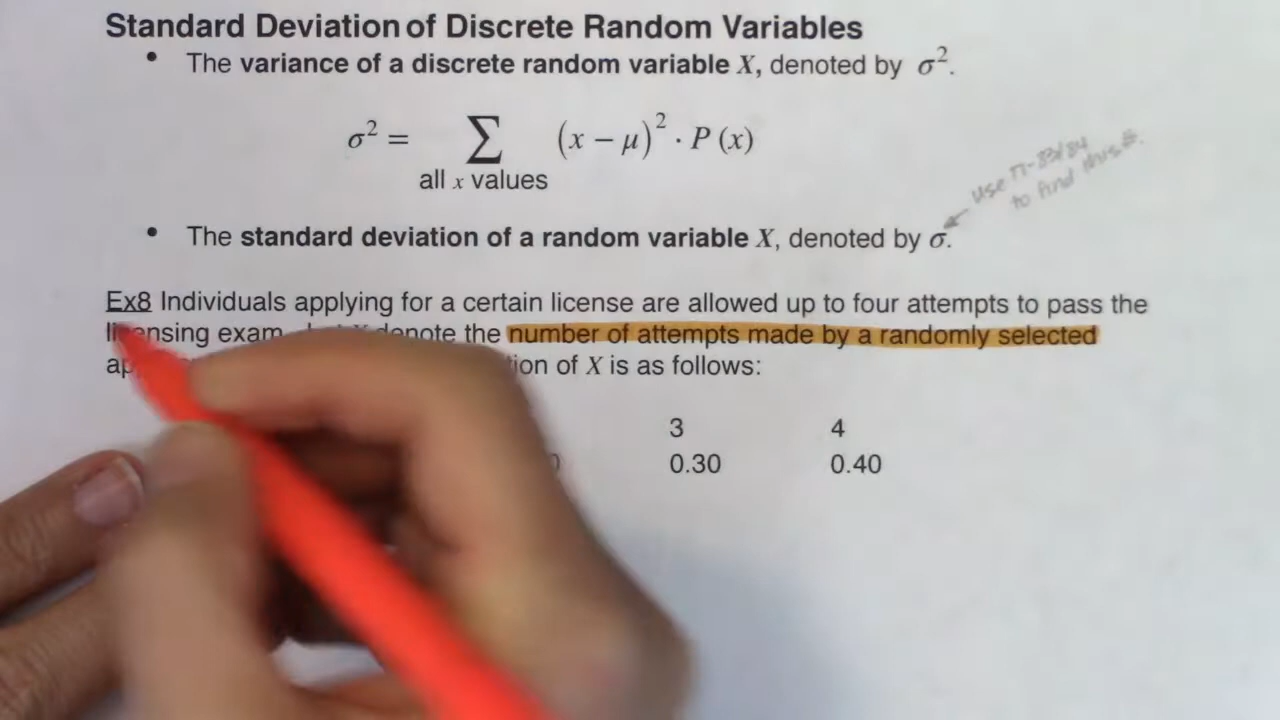 Standard Deviation of Discrete Random Variables
• The variance of a discrete random variable X, denoted by σ².
σ² = ∑ (x − μ)² · P (x)
all x values
use TI-83/84
to find this #.
• The standard deviation of a random variable X, denoted by σ.
Ex8 Individuals applying for a certain license are allowed up to four attempts to pass the
licensing exam denote the number of attempts made by a randomly selected
of X is as follows:
3 4
0.30 0.40